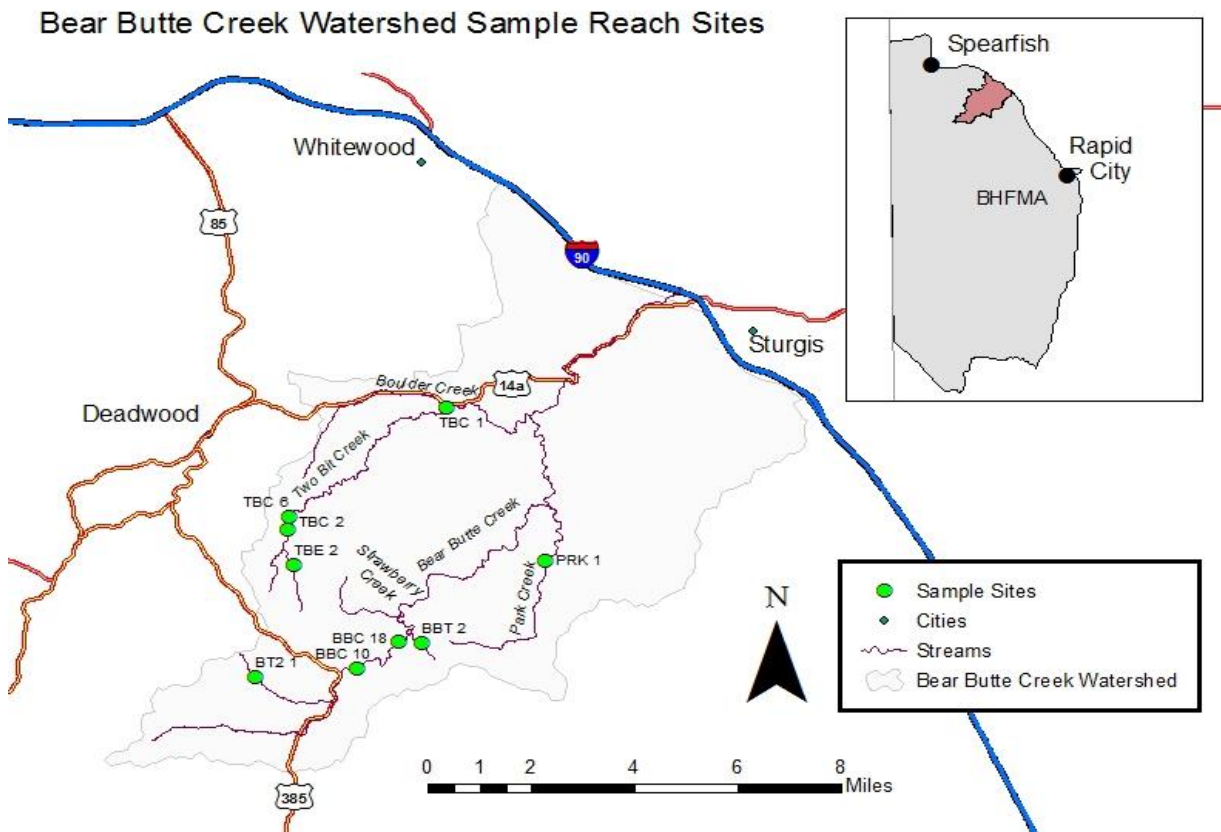 Bear Butte Creek Watershed Sample Reach Sites
Spearfish
Rapid
City
BHFMA
Whitewood
85
90
Sturgis
Boulder Creek
14a
Deadwood
TBC 1
Two Bit Creek
TBC 6
TBC 2
TBE 2
Strawberry
Creek
Bear Butte Creek
PRK 1
Park Creek
BBC 18
BBT 2
BBC 10
BT2 1
385
N
Sample Sites
Cities
Streams
Bear Butte Creek Watershed
0 1 2 4 6 8
Miles